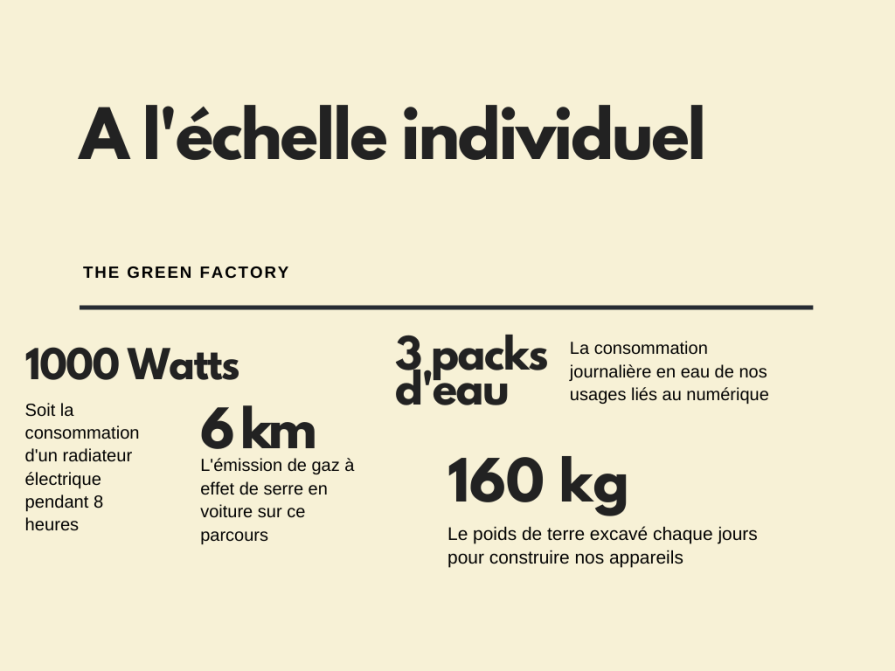 A l'échelle individuel
THE GREEN FACTORY
1000 Watts
Soit la
consommation
d'un radiateur
électrique
pendant 8
heures
6 km
L'émission de gaz à
effet de serre en
voiture sur ce
parcours
3 packs
d'eau
La consommation
journalière en eau de nos
usages liés au numérique
160 kg
Le poids de terre excavé chaque jours
pour construire nos appareils